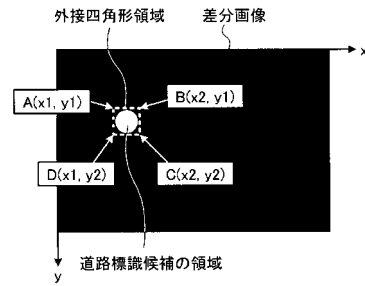 外接四角形領域
差分画像
x
A(x1, y1)
B(x2, y1)
D(x1, y2)
C(x2, y2)
道路標識候補の領域
y